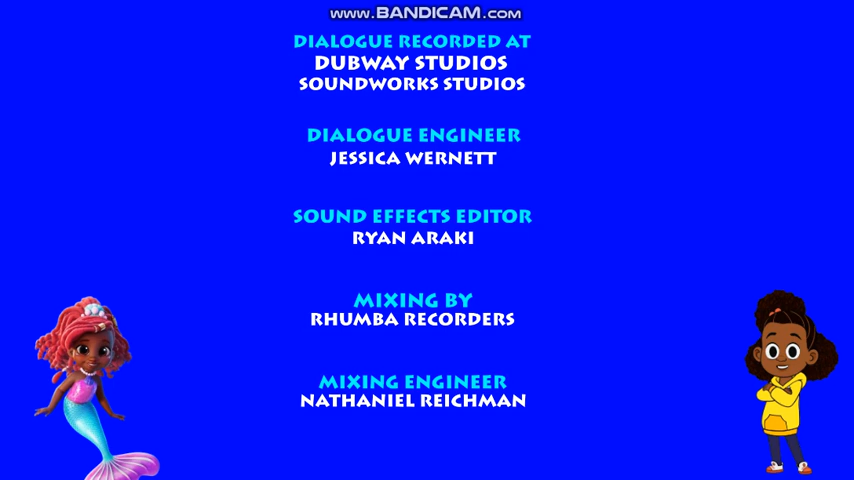 www.BANDICAM.com
DIALOGUE RECORDED AT
DUBWAY STUDIOS
SOUNDWORKS STUDIOS
DIALOGUE ENGINEER
JESSICA WERNETT
SOUND EFFECTS EDITOR
RYAN ARAKI
MIXING BY
RHUMBA RECORDERS
MIXING ENGINEER
NATHANIEL REICHMAN